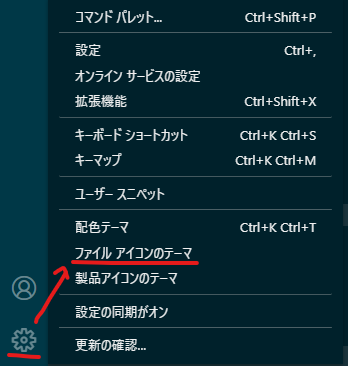 コマンド パレット... Ctrl+Shift+P
設定 Ctrl+,
オンライン サービスの設定
拡張機能 Ctrl+Shift+X
キーボード ショートカット Ctrl+K Ctrl+S
キーマップ Ctrl+K Ctrl+M
ユーザー スニペット
配色テーマ Ctrl+K Ctrl+T
ファイル アイコンのテーマ
製品アイコンのテーマ
設定の同期がオン
更新の確認...